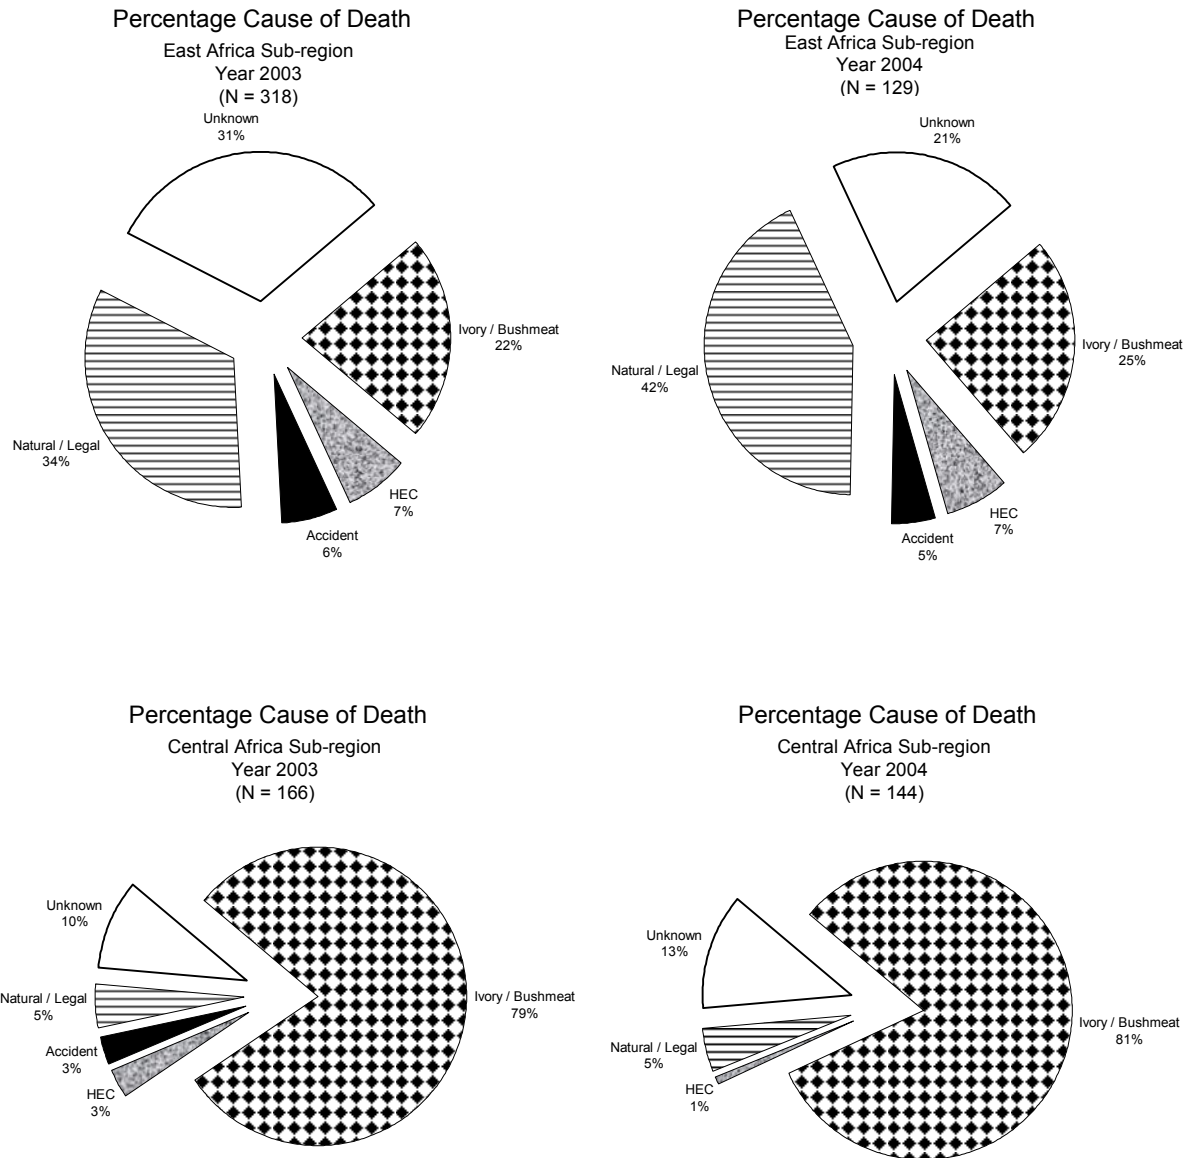 Percentage Cause of Death
East Africa Sub-region
Year 2003
(N = 318)
Unknown
31%
Ivory / Bushmeat
22%
HEC
7%
Accident
6%
Natural / Legal
34%
Percentage Cause of Death
East Africa Sub-region
Year 2004
(N = 129)
Unknown
21%
Ivory / Bushmeat
25%
HEC
7%
Accident
5%
Natural / Legal
42%
Percentage Cause of Death
Central Africa Sub-region
Year 2003
(N = 166)
Unknown
10%
Natural / Legal
5%
Accident
3%
HEC
3%
Ivory / Bushmeat
79%
Percentage Cause of Death
Central Africa Sub-region
Year 2004
(N = 144)
Unknown
13%
Natural / Legal
5%
HEC
1%
Ivory / Bushmeat
81%